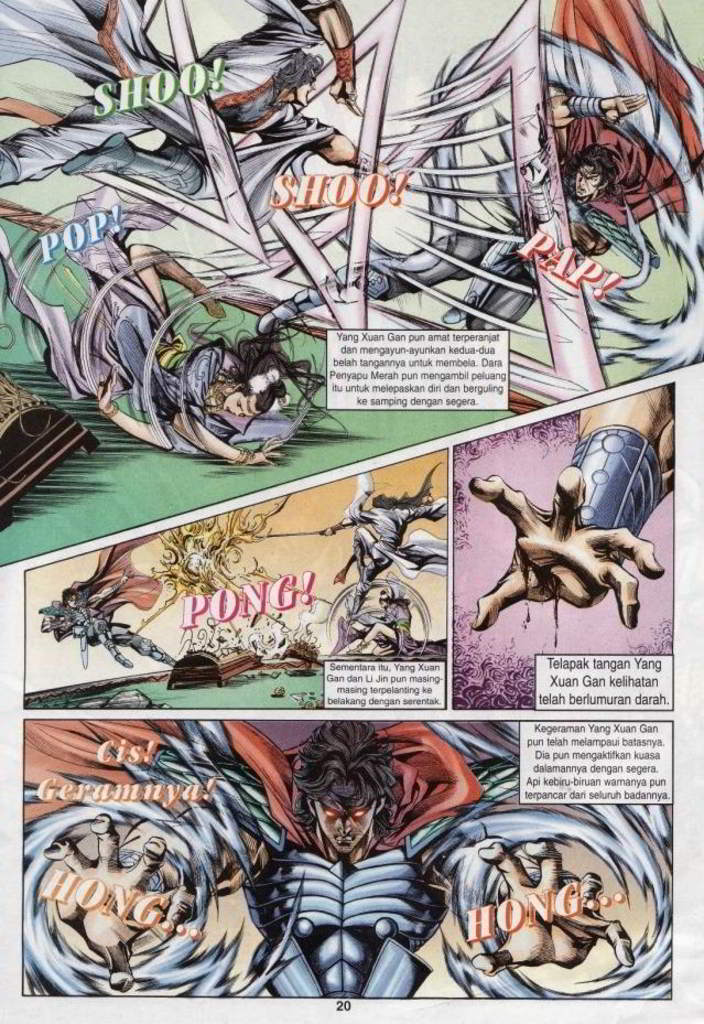 SHOO!
SHOO!
POP!
PAP!
Yang Xuan Gan pun amat terperanjat
dan mengayun-ayunkan kedua-dua
belah tangannya untuk membela. Dara
Penyapu Merah pun mengambil peluang
itu untuk melepaskan diri dan berguling
ke samping dengan segera.
PONG!
Sementara itu, Yang Xuan
Gan dan Li Jin pun masing-
masing terpelanting ke
belakang dengan serentak.
Telapak tangan Yang
Xuan Gan kelihatan
telah berlumuran darah.
Kegeraman Yang Xuan Gan
pun telah melampaui batasnya.
Dia pun mengaktifkan kuasa
dalamannya dengan segera.
Api kebiru-biruan warnanya pun
terpancar dari seluruh badannya.
Cis!
Geramnya!
HONG...
HONG...
20